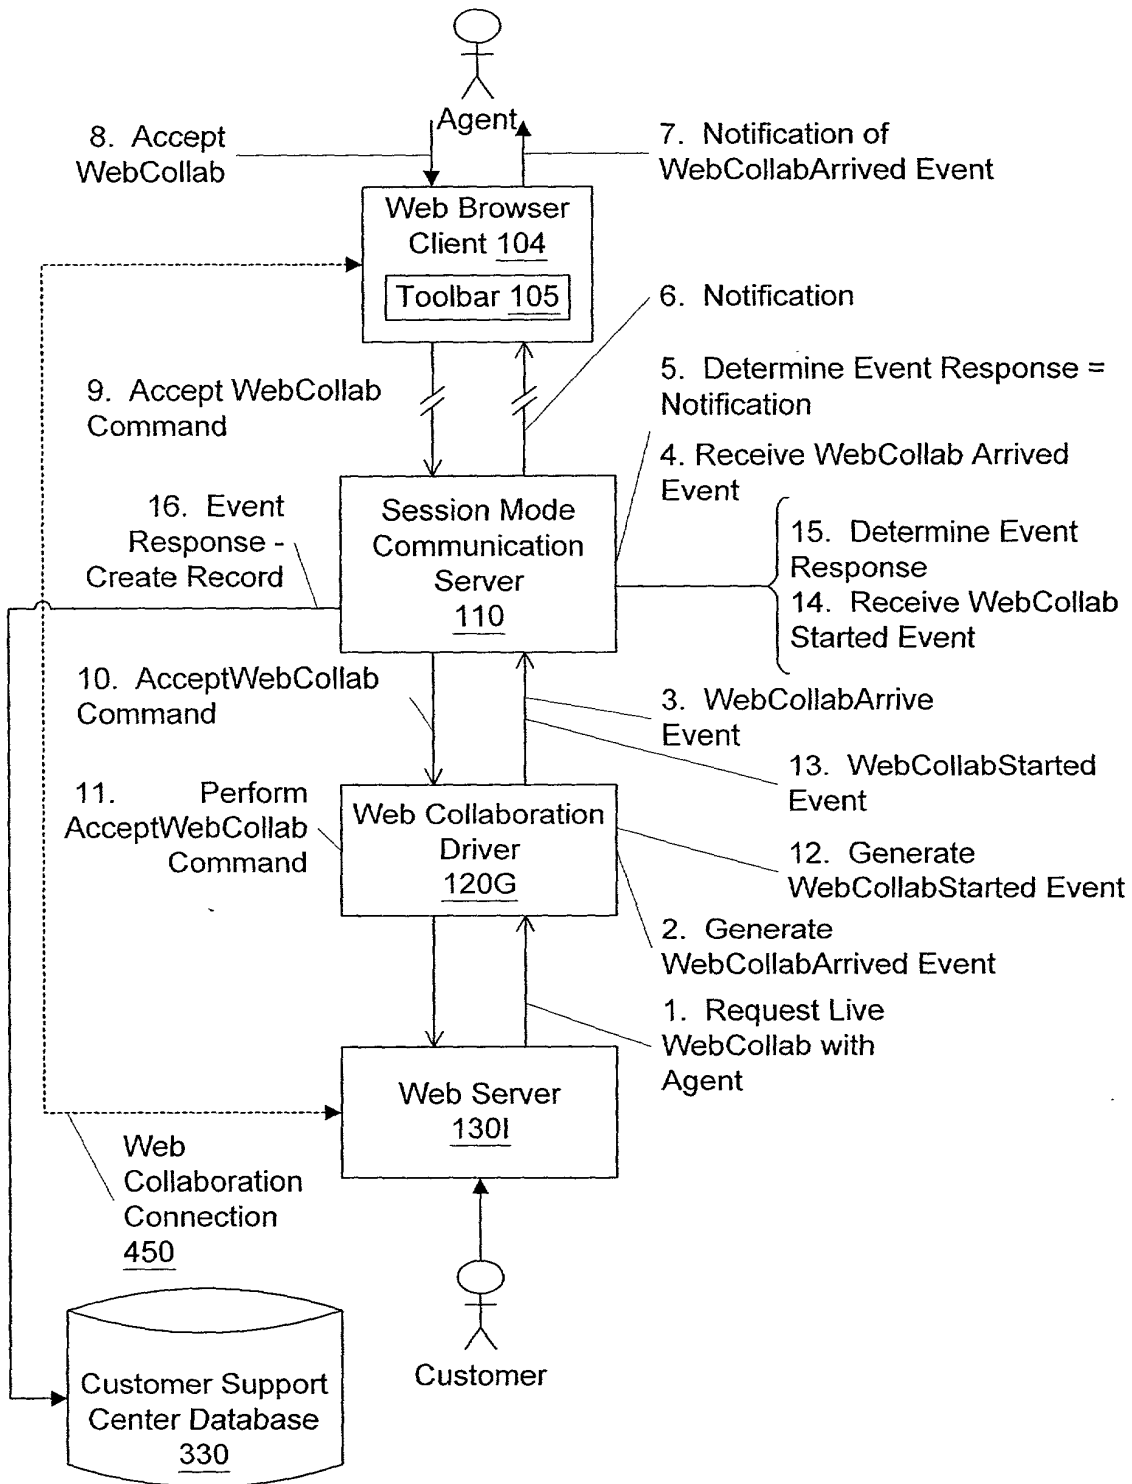 Agent
8. Accept
WebCollab
7. Notification of
WebCollabArrived Event
Web Browser
Client 104
Toolbar 105
6. Notification
5. Determine Event Response =
Notification
9. Accept WebCollab
Command
4. Receive WebCollab Arrived
Event
16. Event
Response -
Create Record
Session Mode
Communication
Server
110
15. Determine Event
Response
14. Receive WebCollab
Started Event
10. AcceptWebCollab
Command
3. WebCollabArrive
Event
13. WebCollabStarted
Event
11. Perform
AcceptWebCollab
Command
Web Collaboration
Driver
120G
12. Generate
WebCollabStarted Event
2. Generate
WebCollabArrived Event
1. Request Live
WebCollab with
Agent
Web Server
130I
Web
Collaboration
Connection
450
Customer
Customer Support
Center Database
330